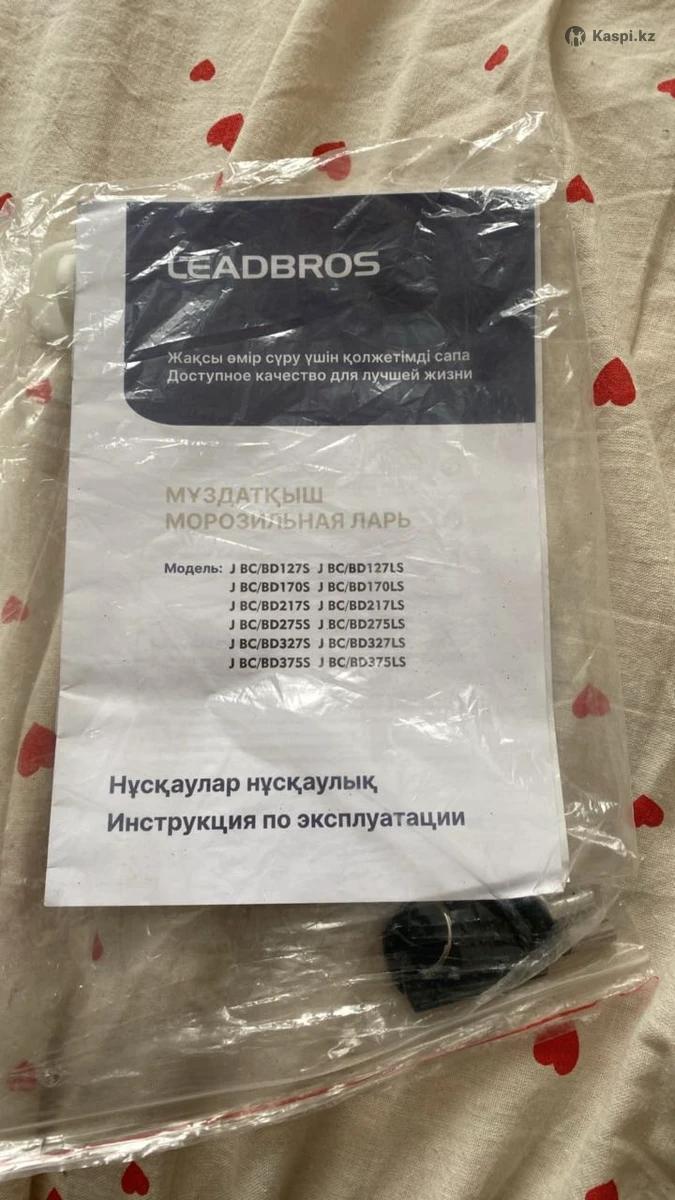 Kaspi.kz
LEADBROS
Жақсы өмір сүру үшін қолжетімді сапа
Доступное качество для лучшей жизни
МҰЗДАТҚЫШ
МОРОЗИЛЬНАЯ ЛАРЬ
Модель: J BC/BD127S J BC/BD127LS
J BC/BD170S J BC/BD170LS
J BC/BD217S J BC/BD217LS
J BC/BD275S J BC/BD275LS
J BC/BD327S J BC/BD327LS
J BC/BD375S J BC/BD375LS
Нұсқаулар нұсқаулық
Инструкция по эксплуатации